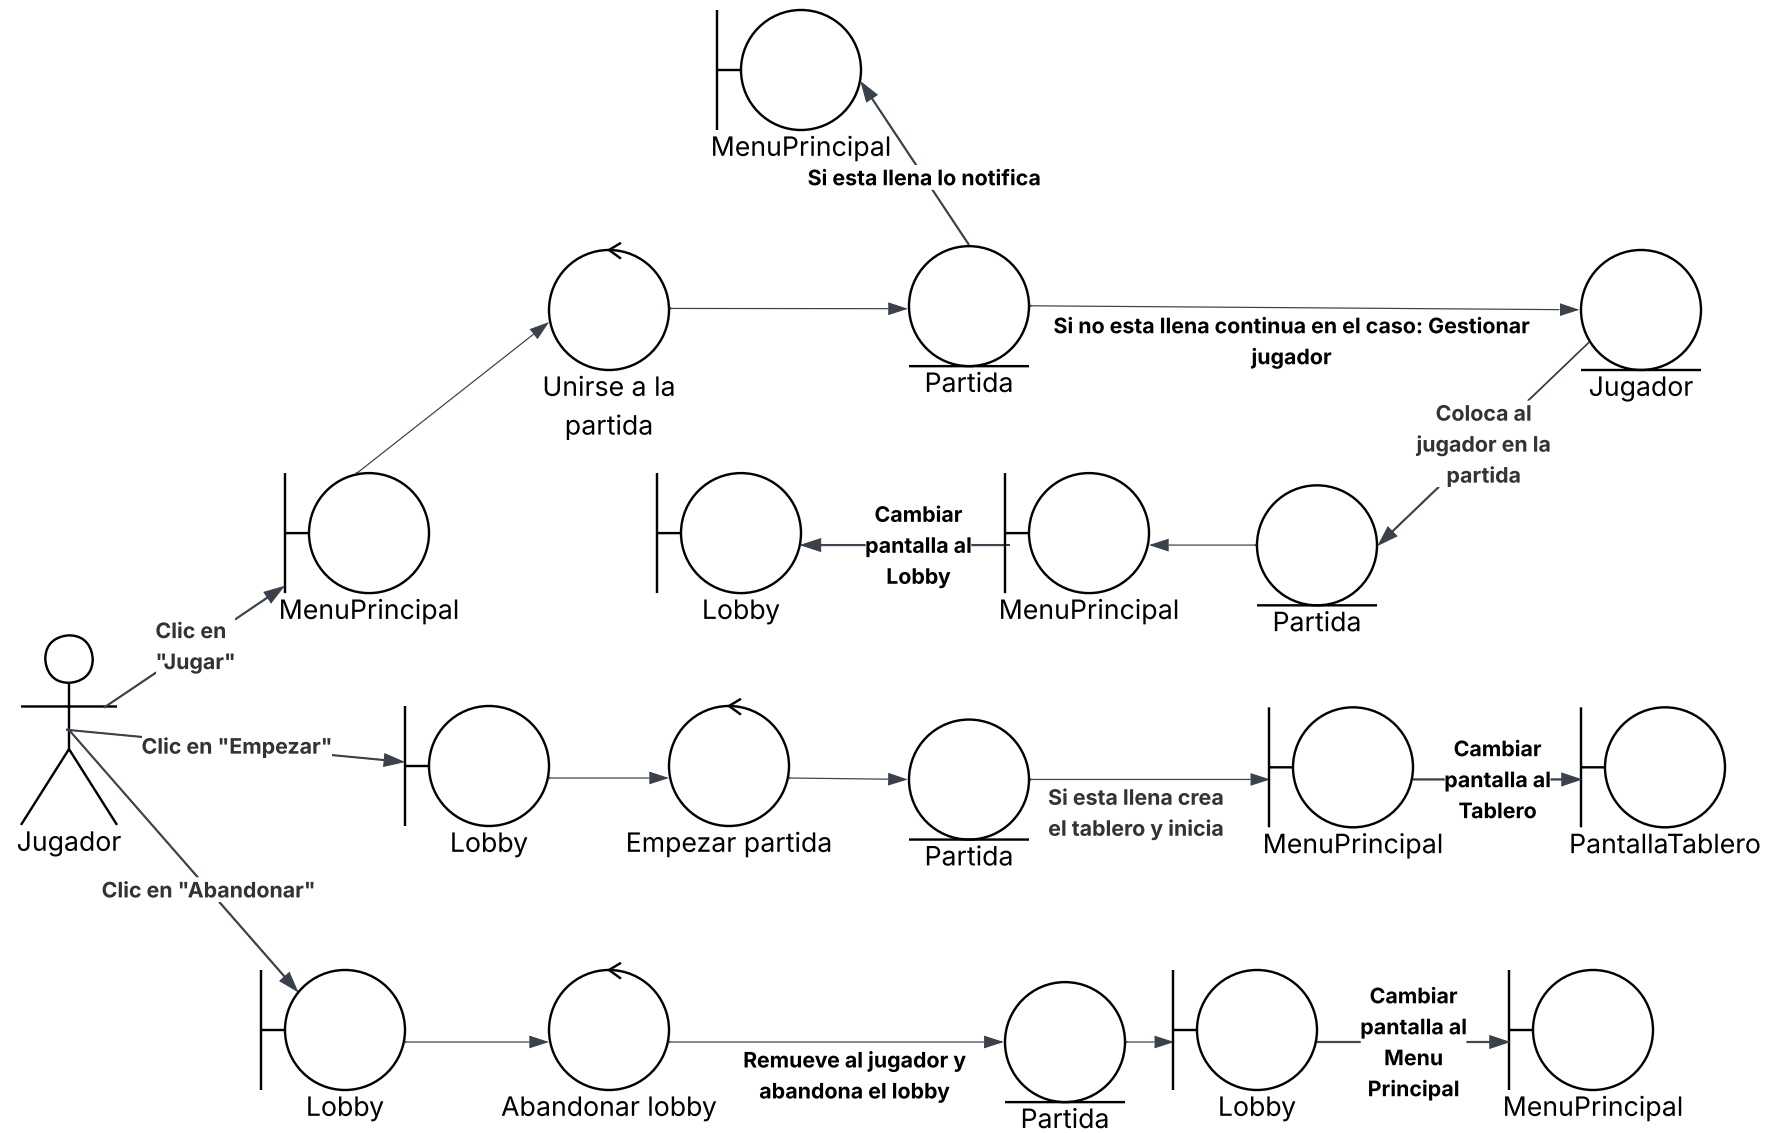 MenuPrincipal
Si esta llena lo notifica
Unirse a la
partida
Partida
Si no esta llena continua en el caso: Gestionar
jugador
Jugador
Coloca al
jugador en la
partida
Clic en
"Jugar"
MenuPrincipal
Lobby
Cambiar
pantalla al
Lobby
MenuPrincipal
Partida
Jugador
Clic en "Empezar"
Lobby
Empezar partida
Partida
Si esta llena crea
el tablero y inicia
MenuPrincipal
Cambiar
pantalla al
Tablero
PantallaTablero
Clic en "Abandonar"
Lobby
Abandonar lobby
Remueve al jugador y
abandona el lobby
Partida
Lobby
Cambiar
pantalla al
Menu
Principal
MenuPrincipal